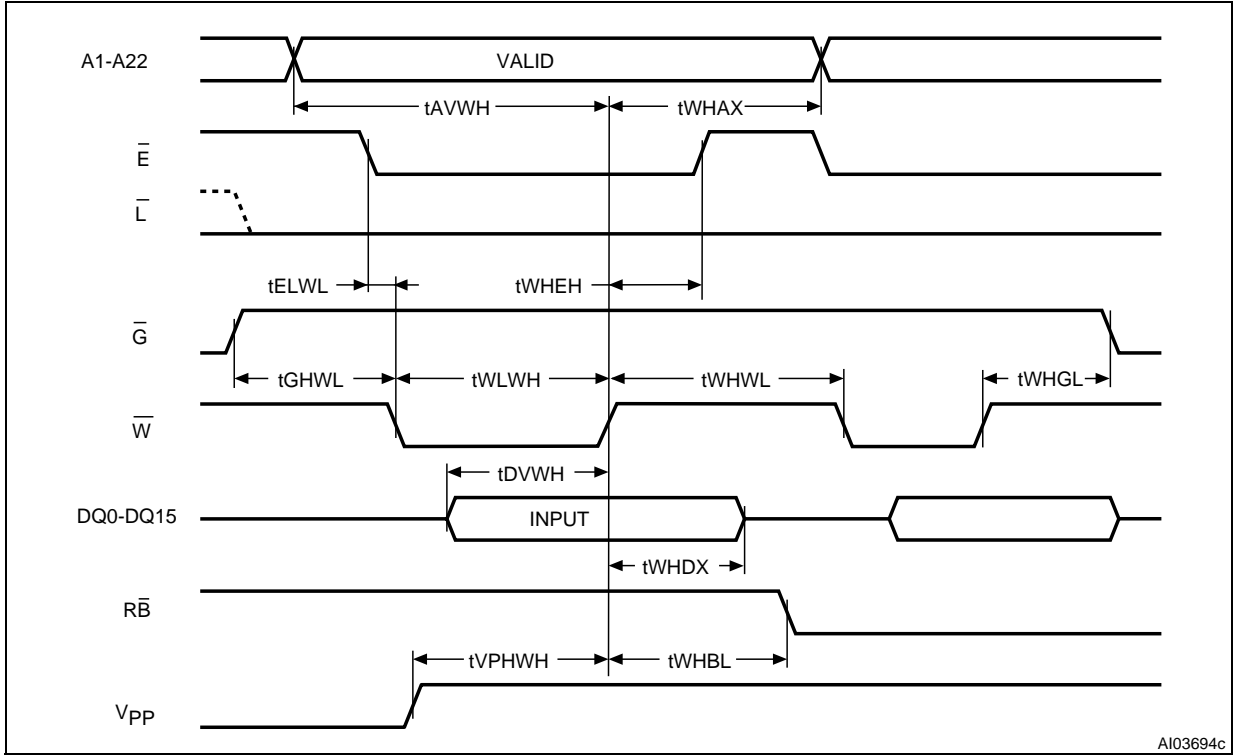 A1-A22
VALID
tAVWH
tWHAX
E̅
L̅
tELWL
tWHEH
G̅
tGHWL
tWLWH
tWHWL
tWHGL
W̅
tDVWH
DQ0-DQ15
INPUT
tWHDX
RB̅
tVPHWH
tWHBL
VPP
AI03694c